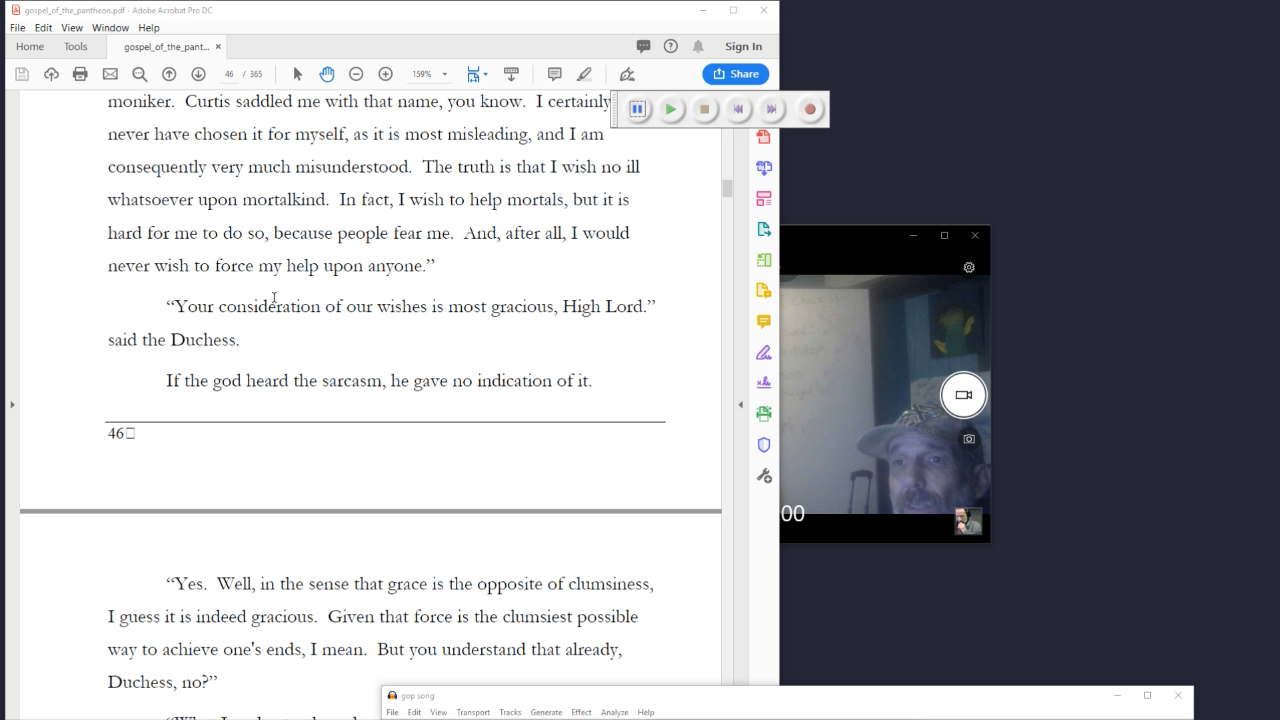 gospel_of_the_pantheon.pdf - Adobe Acrobat Pro DC
File Edit View Window Help
Home Tools gospel_of_the_pant... × Sign In
46 / 365 159% Share
moniker. Curtis saddled me with that name, you know. I certainly
never have chosen it for myself, as it is most misleading, and I am
consequently very much misunderstood. The truth is that I wish no ill
whatsoever upon mortalkind. In fact, I wish to help mortals, but it is
hard for me to do so, because people fear me. And, after all, I would
never wish to force my help upon anyone.”
“Your consideration of our wishes is most gracious, High Lord.”
said the Duchess.
If the god heard the sarcasm, he gave no indication of it.
46
“Yes. Well, in the sense that grace is the opposite of clumsiness,
I guess it is indeed gracious. Given that force is the clumsiest possible
way to achieve one's ends, I mean. But you understand that already,
Duchess, no?”
00
gop song
File Edit View Transport Tracks Generate Effect Analyze Help